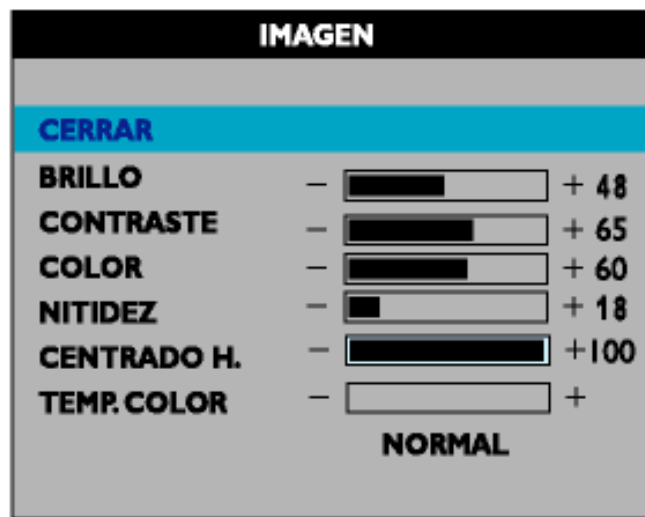 IMAGEN
CERRAR
BRILLO - + 48
CONTRASTE - + 65
COLOR - + 60
NITIDEZ - + 18
CENTRADO H. - +100
TEMP. COLOR - +
NORMAL